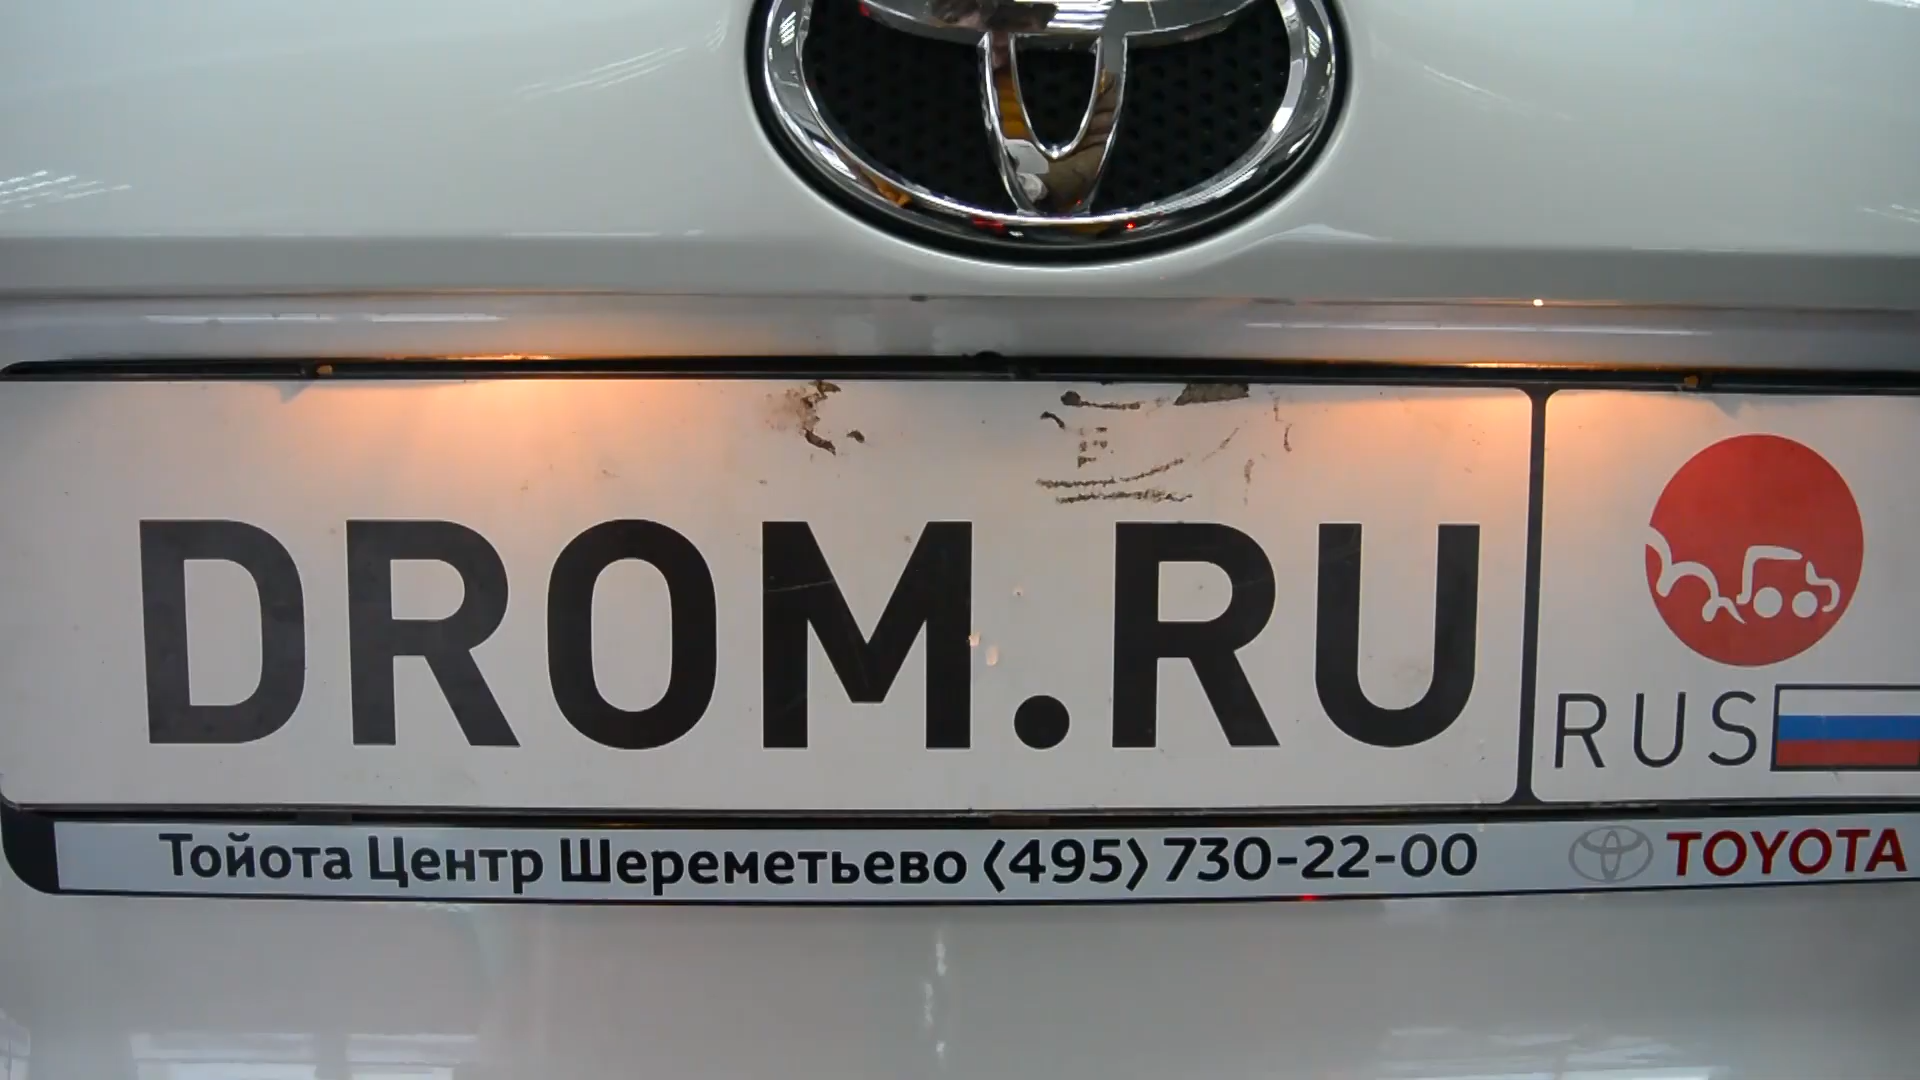 DROM.RU
RUS
Тойота Центр Шереметьево (495) 730-22-00 TOYOTA